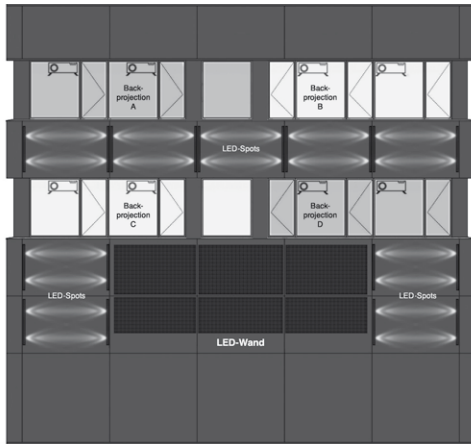 Back-
projection
A
Back-
projection
B
LED-Spots
Back-
projection
C
Back-
projection
D
LED-Spots
LED-Spots
LED-Wand